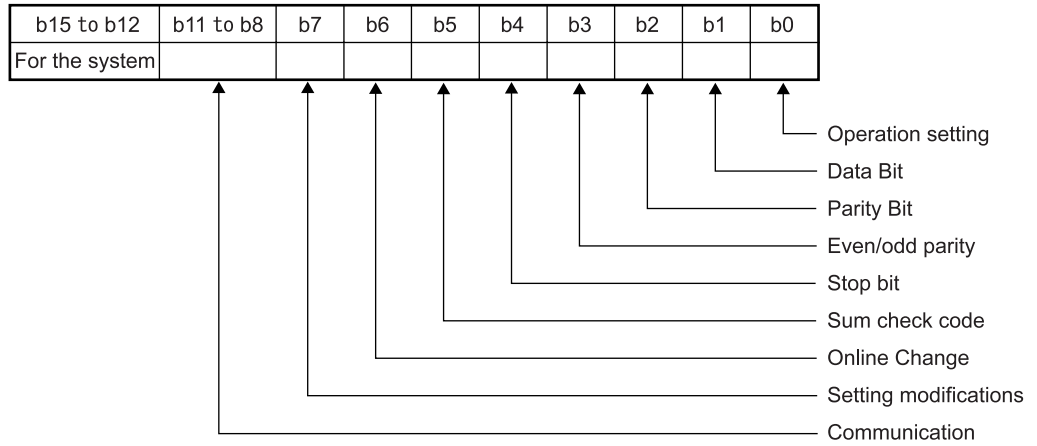 b15 to b12 b11 to b8 b7 b6 b5 b4 b3 b2 b1 b0
For the system
Operation setting
Data Bit
Parity Bit
Even/odd parity
Stop bit
Sum check code
Online Change
Setting modifications
Communication